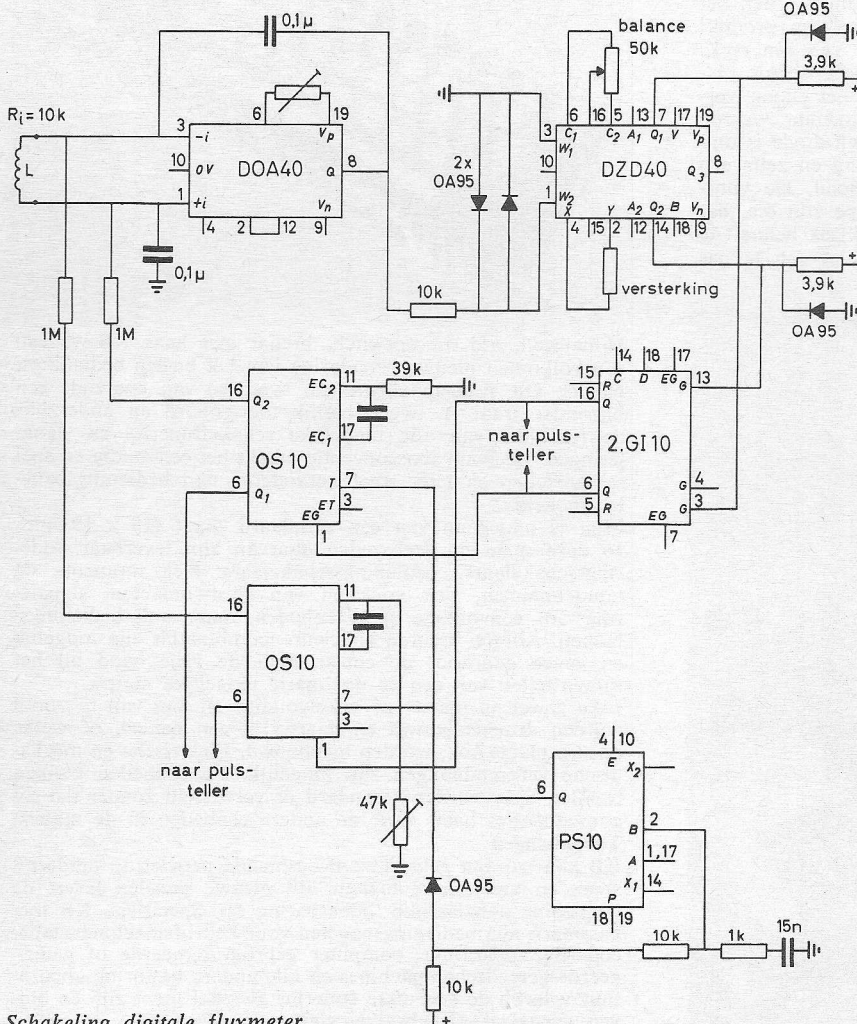 0,1μ
balance
50k
OA95
3,9k
+
6
19
Vp
Ri = 10k
3
-i
10
0V
DOA40
Q
8
L
1
+i
Vn
4
2
12
9
0,1μ
1M
1M
2x
OA95
6
16
5
13
7
17
19
C1
C2
A1
Q1
V
Vp
3
W1
10
DZD40
Q3
8
1
W2
X
Y
A2
Q2
B
Vn
4
15
2
12
14
18
9
versterking
10k
+
3,9k
OA95
16
Q2
EC2
11
39k
EC1
17
OS10
6
Q1
T
7
ET
3
EG
1
naar puls-
teller
14
18
17
C
D
EG
15
R
16
Q
G
13
2.GI10
6
Q
G
4
5
R
G
3
EG
7
16
11
17
OS10
6
7
3
1
naar puls-
teller
47k
4
10
E
X2
6
Q
PS10
B
2
A
1,17
X1
14
P
18
19
OA95
10k
1k
15n
10k
+
Schakeling digitale fluxmeter